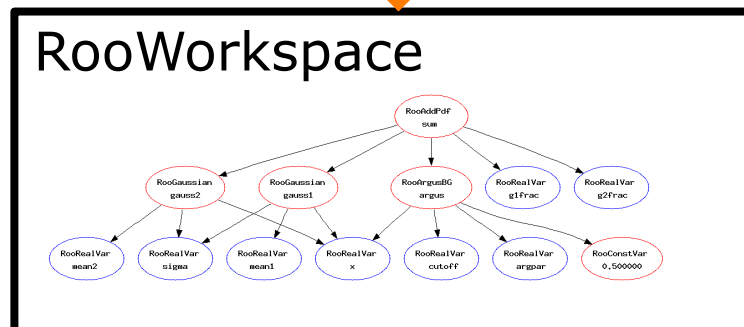 RooWorkspace
RooAddPdf
sum
RooGaussian
gauss2
RooGaussian
gauss1
RooArgusBG
argus
RooRealVar
g1frac
RooRealVar
g2frac
RooRealVar
mean2
RooRealVar
sigma
RooRealVar
mean1
RooRealVar
x
RooRealVar
cutoff
RooRealVar
argpar
RooConstVar
0.500000